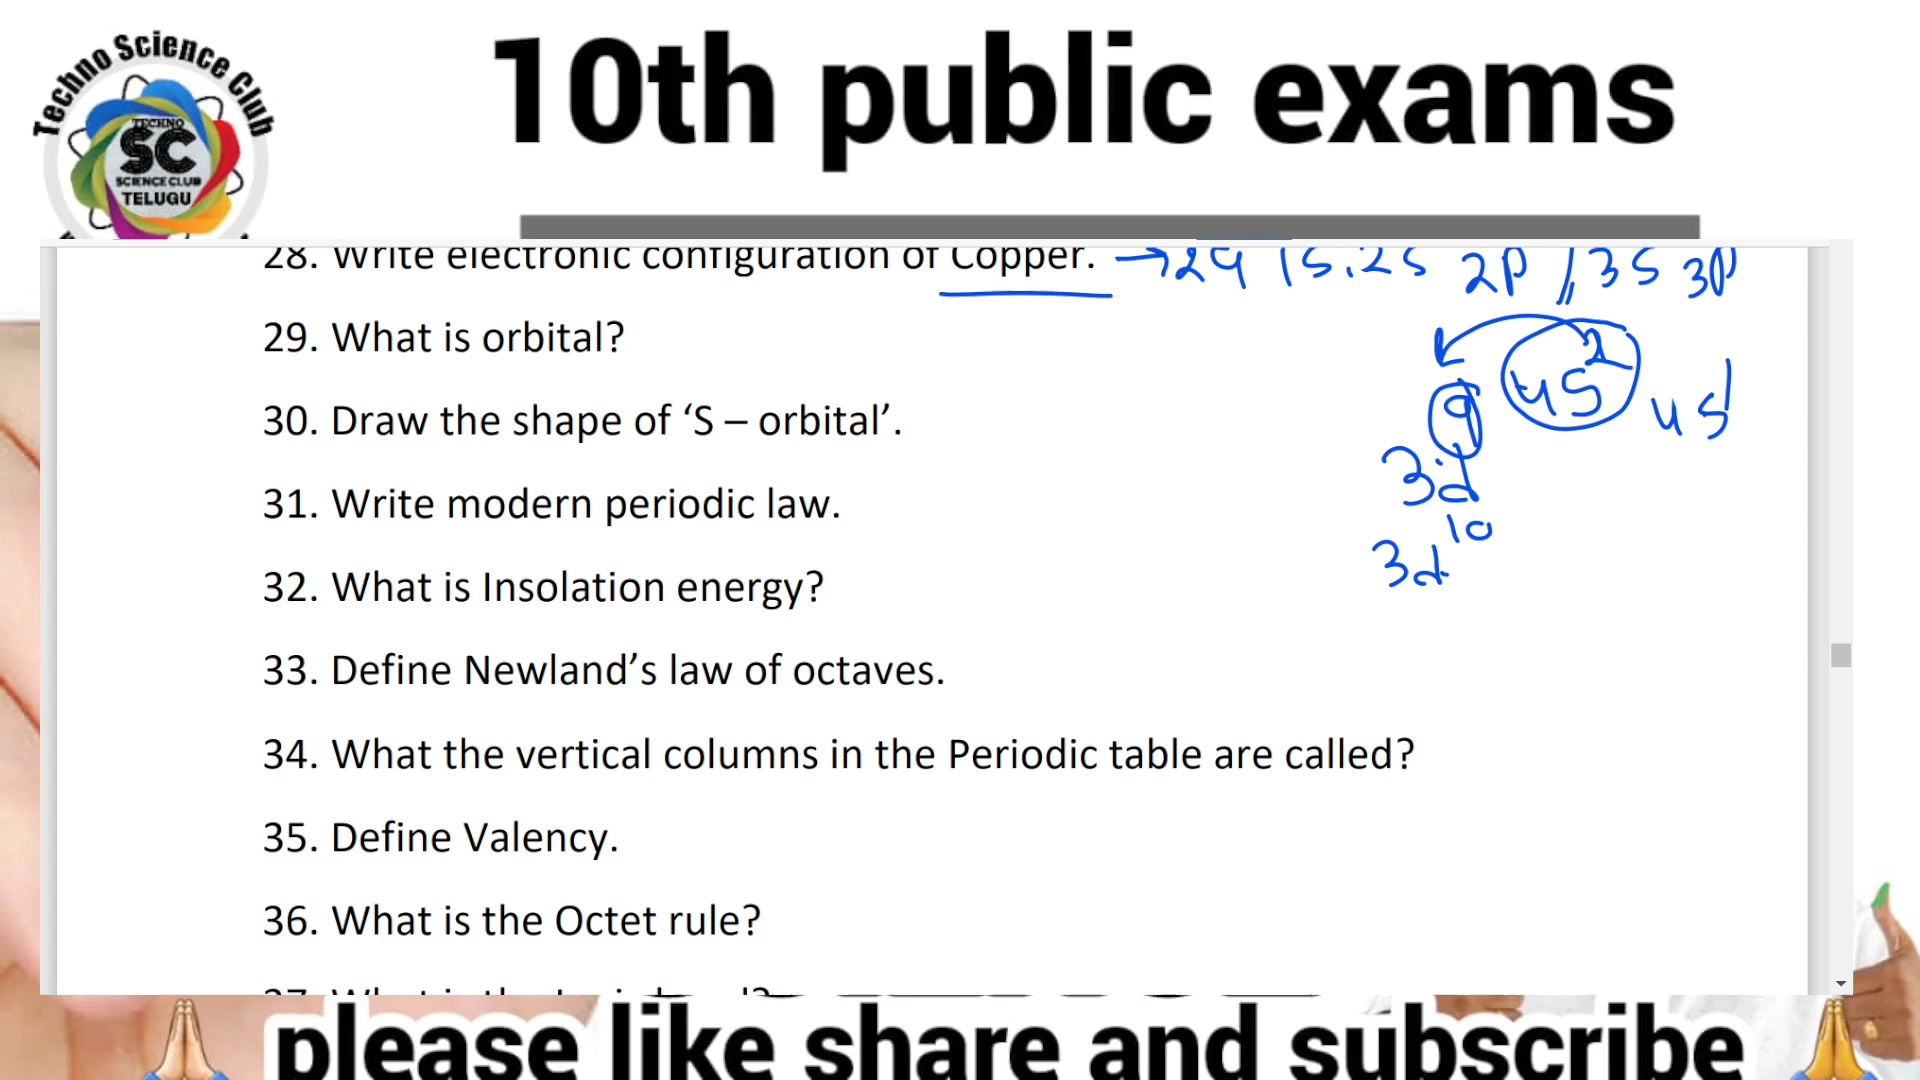 10th public exams
Techno Science Club
TECHNO
SC
SCIENCE CLUB
TELUGU
28. Write electronic configuration of Copper. → 29 1S. 2S 2P 3S 3P
4S² 4S¹
9
3d
3d¹⁰
29. What is orbital?
30. Draw the shape of ‘S – orbital’.
31. Write modern periodic law.
32. What is Insolation energy?
33. Define Newland’s law of octaves.
34. What the vertical columns in the Periodic table are called?
35. Define Valency.
36. What is the Octet rule?
please like share and subscribe